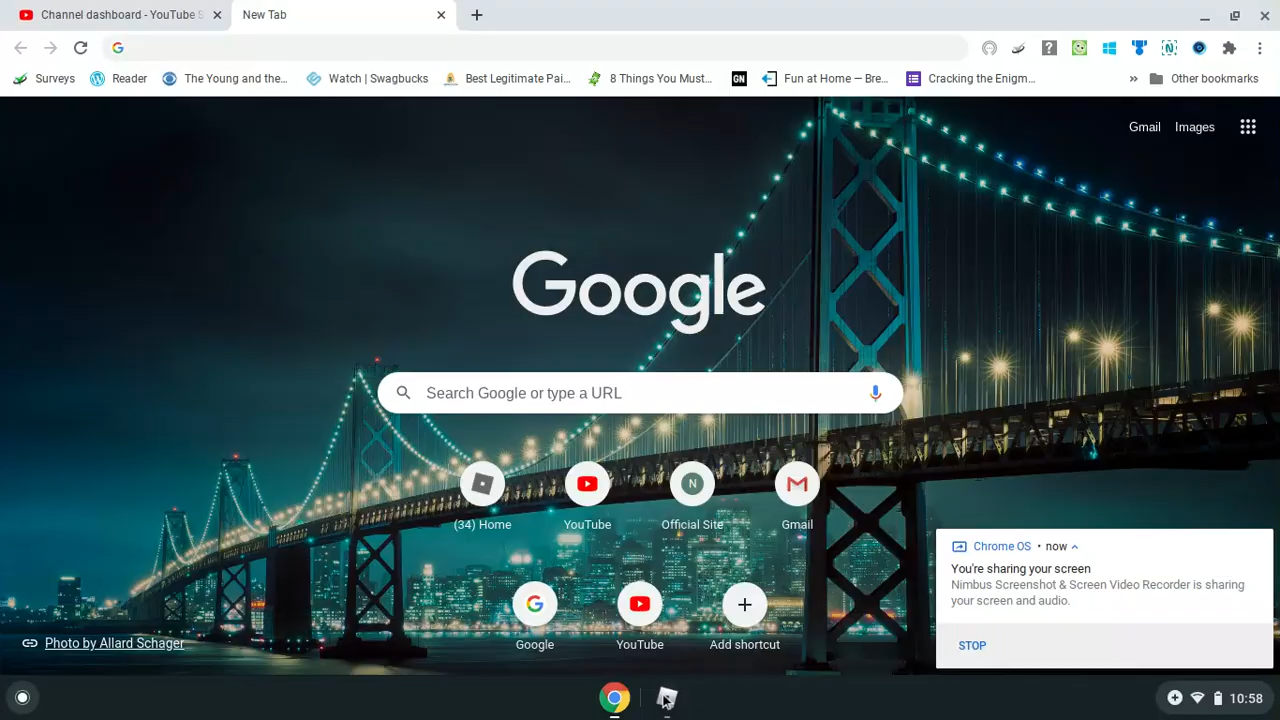 Channel dashboard - YouTube S
New Tab
Surveys
Reader
The Young and the...
Watch | Swagbucks
Best Legitimate Pai...
8 Things You Must...
GN
Fun at Home — Bre...
Cracking the Enigm...
»
Other bookmarks
Gmail
Images
Google
Search Google or type a URL
(34) Home
YouTube
N
Official Site
Gmail
Google
YouTube
Add shortcut
Photo by Allard Schager
Chrome OS • now
You're sharing your screen
Nimbus Screenshot & Screen Video Recorder is sharing
your screen and audio.
STOP
10:58